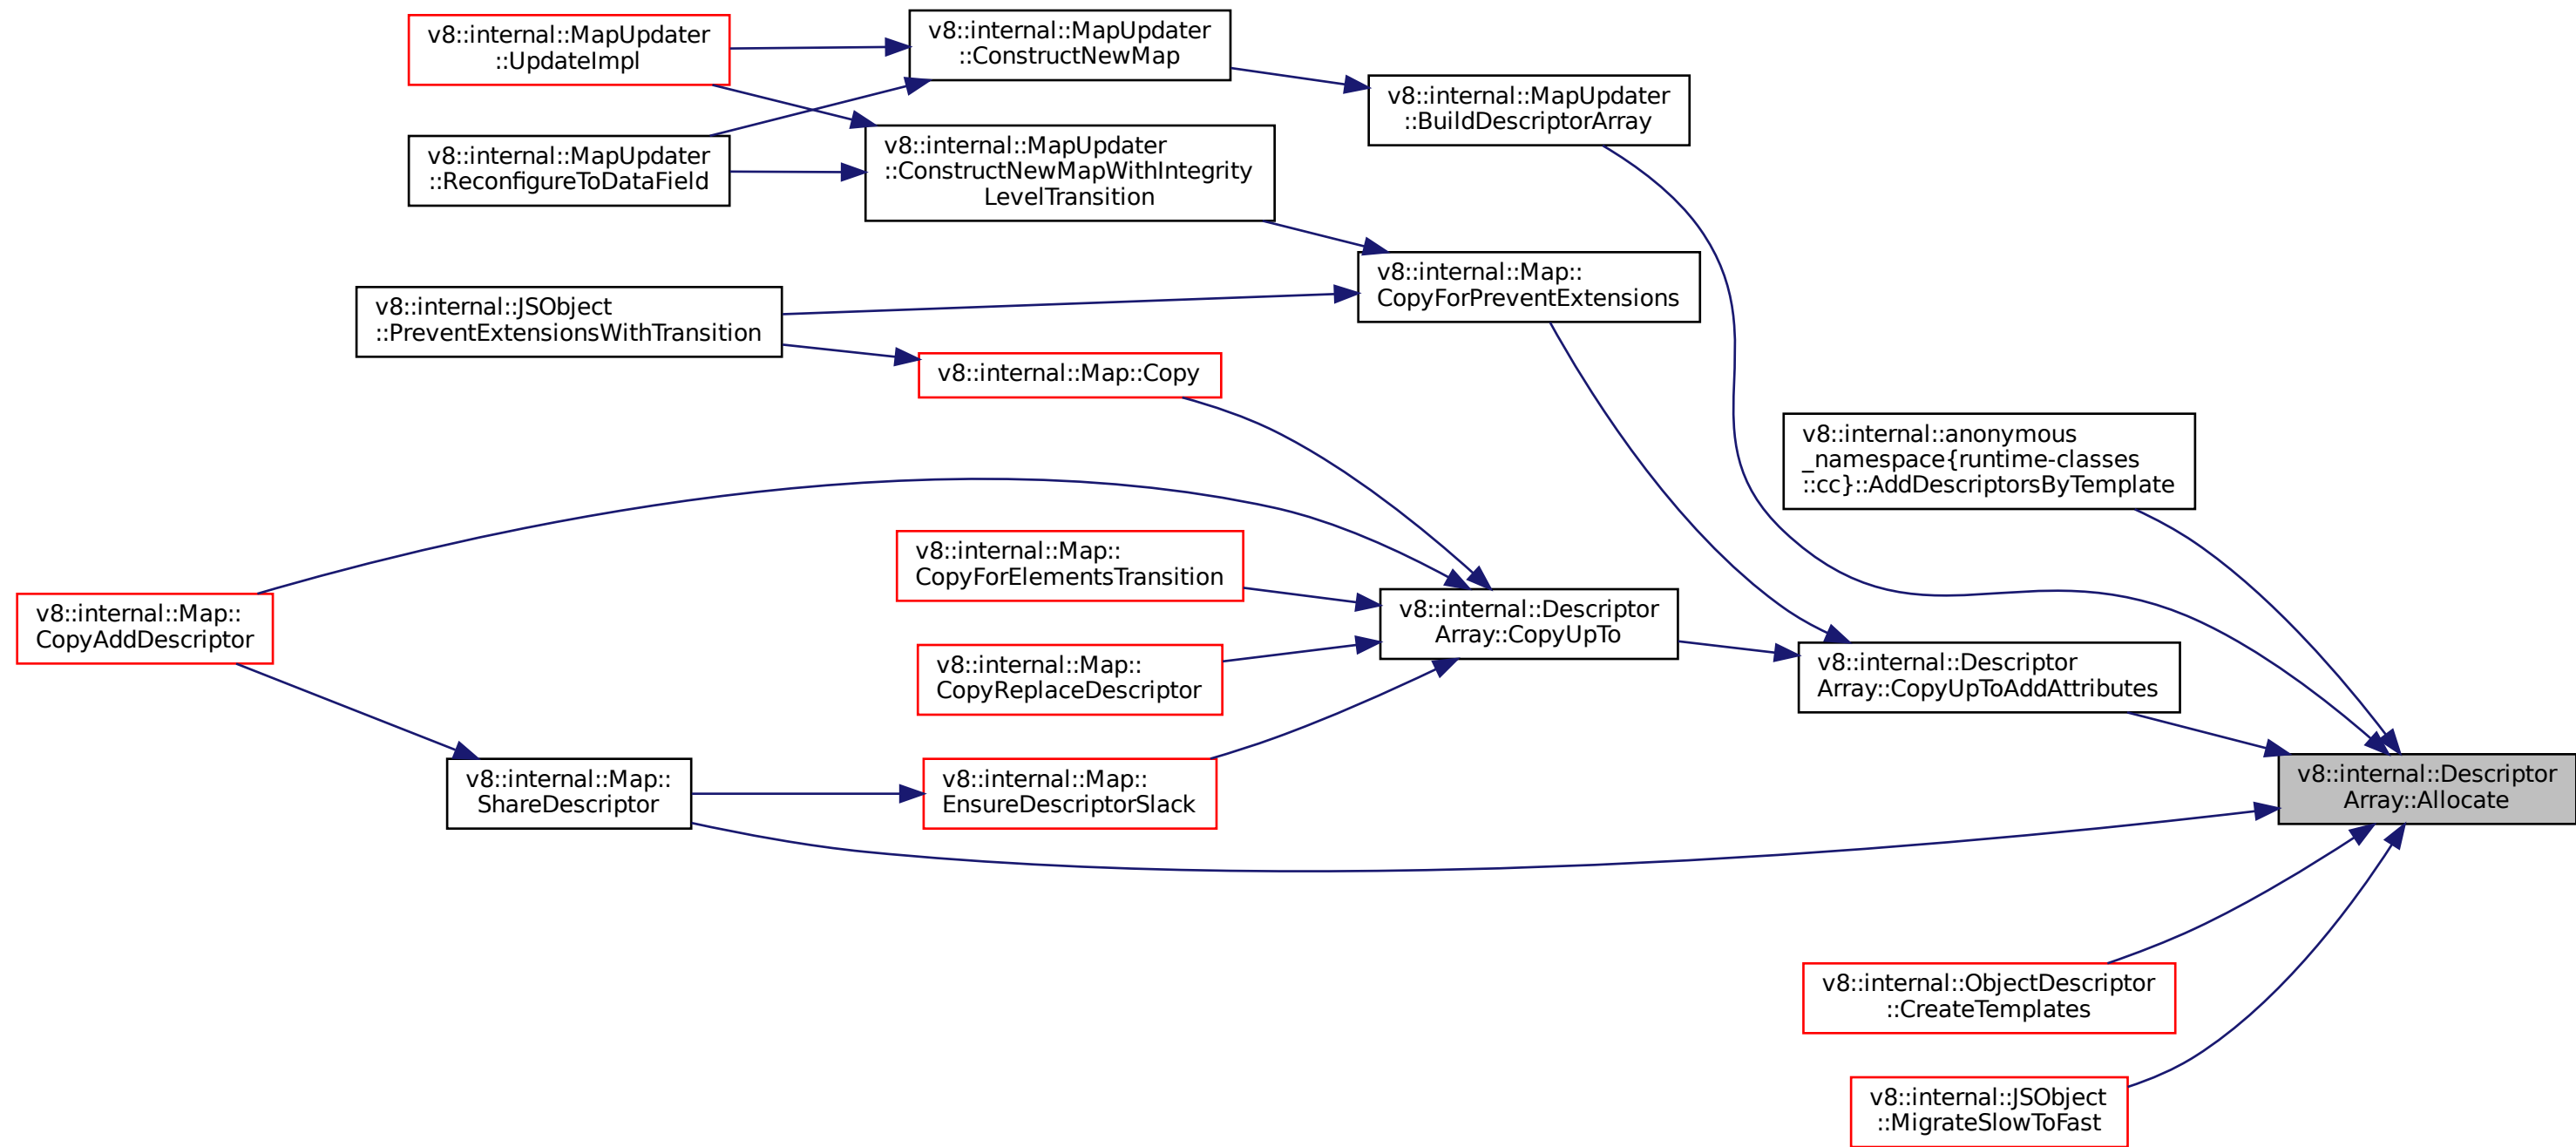 v8::internal::MapUpdater
::UpdateImpl
v8::internal::MapUpdater
::ConstructNewMap
v8::internal::MapUpdater
::BuildDescriptorArray
v8::internal::MapUpdater
::ReconfigureToDataField
v8::internal::MapUpdater
::ConstructNewMapWithIntegrity
LevelTransition
v8::internal::Map::
CopyForPreventExtensions
v8::internal::JSObject
::PreventExtensionsWithTransition
v8::internal::Map::Copy
v8::internal::anonymous
_namespace{runtime-classes
::cc}::AddDescriptorsByTemplate
v8::internal::Map::
CopyForElementsTransition
v8::internal::Map::
CopyAddDescriptor
v8::internal::Descriptor
Array::CopyUpTo
v8::internal::Map::
CopyReplaceDescriptor
v8::internal::Descriptor
Array::CopyUpToAddAttributes
v8::internal::Map::
ShareDescriptor
v8::internal::Map::
EnsureDescriptorSlack
v8::internal::Descriptor
Array::Allocate
v8::internal::ObjectDescriptor
::CreateTemplates
v8::internal::JSObject
::MigrateSlowToFast